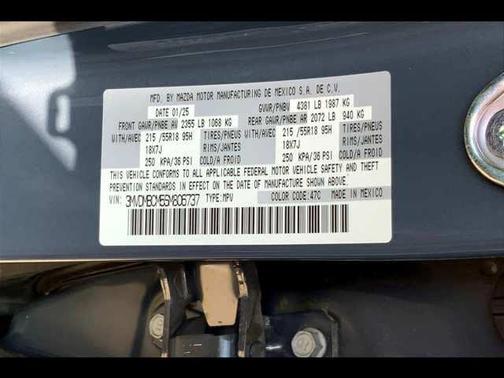 MFD. BY MAZDA MOTOR MANUFACTURING DE MEXICO S.A. DE C.V.
DATE 01/25 GVWR/PNBV 4381 LB 1987 KG
FRONT GAWR/PNBE AV 2355 LB 1068 KG REAR GAWR/PNBE AR 2072 LB 940 KG
WITH/AVEC 215/55R18 95H TIRES/PNEUS WITH/AVEC 215/55R18 95H TIRES/PNEUS
18X7J RIMS/JANTES 18X7J RIMS/JANTES
250 KPA/36 PSI COLD/A FROID 250 KPA/36 PSI COLD/A FROID
THIS VEHICLE CONFORMS TO ALL APPLICABLE FEDERAL MOTOR VEHICLE SAFETY AND THEFT
PREVENTION STANDARDS IN EFFECT ON THE DATE OF MANUFACTURE SHOWN ABOVE.
VIN: 3MVDMBCM5SM806737 TYPE:MPV COLOR CODE:47C MADE IN MEXICO